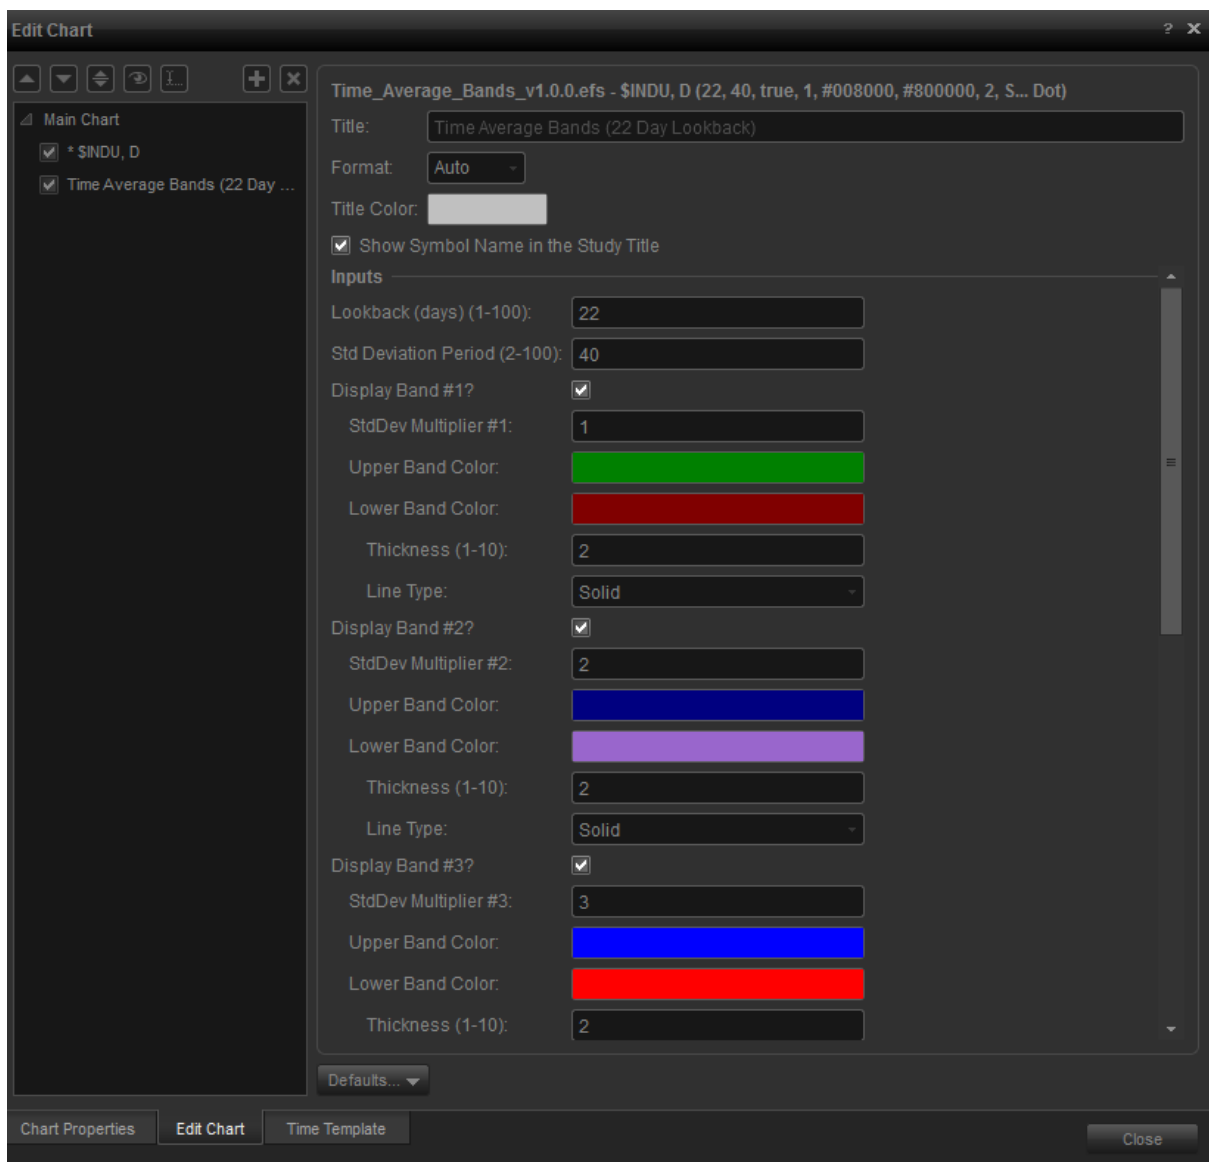 Edit Chart
? X
Main Chart
* $INDU, D
Time Average Bands (22 Day ...
Time_Average_Bands_v1.0.0.efs - $INDU, D (22, 40, true, 1, #008000, #800000, 2, S... Dot)
Title: Time Average Bands (22 Day Lookback)
Format: Auto
Title Color:
Show Symbol Name in the Study Title
Inputs
Lookback (days) (1-100): 22
Std Deviation Period (2-100): 40
Display Band #1?
StdDev Multiplier #1: 1
Upper Band Color:
Lower Band Color:
Thickness (1-10): 2
Line Type: Solid
Display Band #2?
StdDev Multiplier #2: 2
Upper Band Color:
Lower Band Color:
Thickness (1-10): 2
Line Type: Solid
Display Band #3?
StdDev Multiplier #3: 3
Upper Band Color:
Lower Band Color:
Thickness (1-10): 2
Defaults...
Chart Properties Edit Chart Time Template
Close